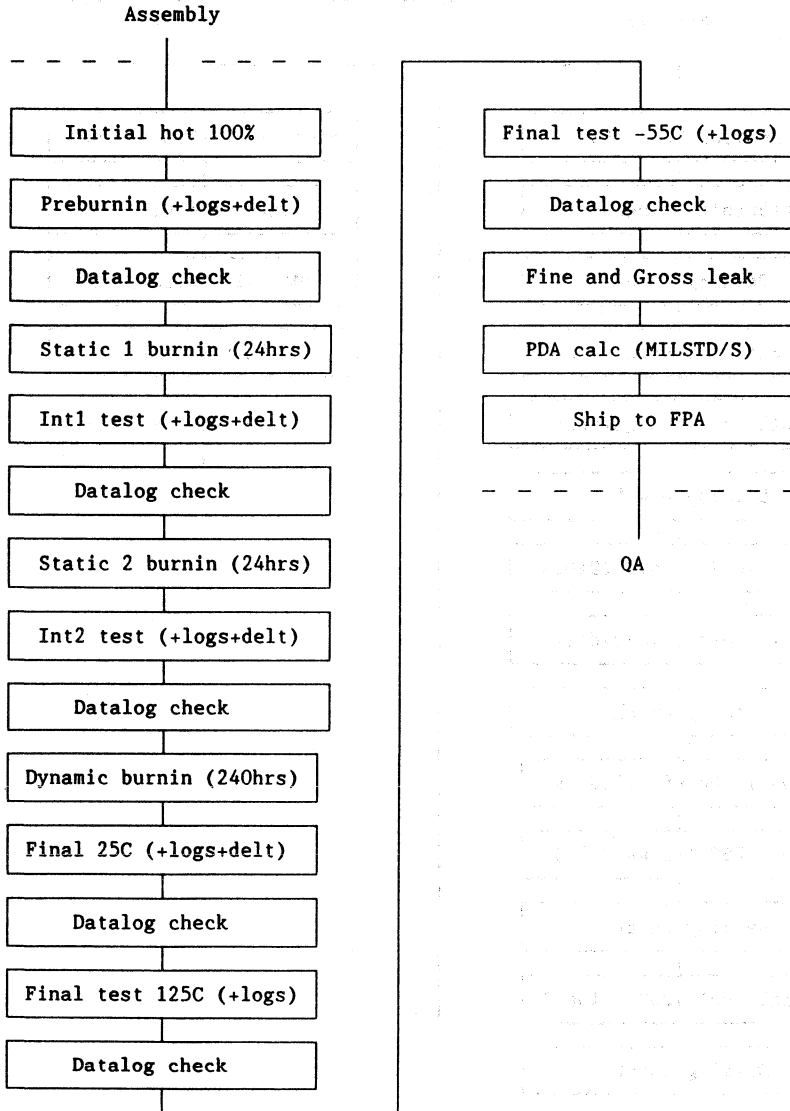 Assembly
Initial hot 100%
Preburnin (+logs+delt)
Datalog check
Static 1 burnin (24hrs)
Int1 test (+logs+delt)
Datalog check
Static 2 burnin (24hrs)
Int2 test (+logs+delt)
Datalog check
Dynamic burnin (240hrs)
Final 25C (+logs+delt)
Datalog check
Final test 125C (+logs)
Datalog check
Final test -55C (+logs)
Datalog check
Fine and Gross leak
PDA calc (MILSTD/S)
Ship to FPA
QA